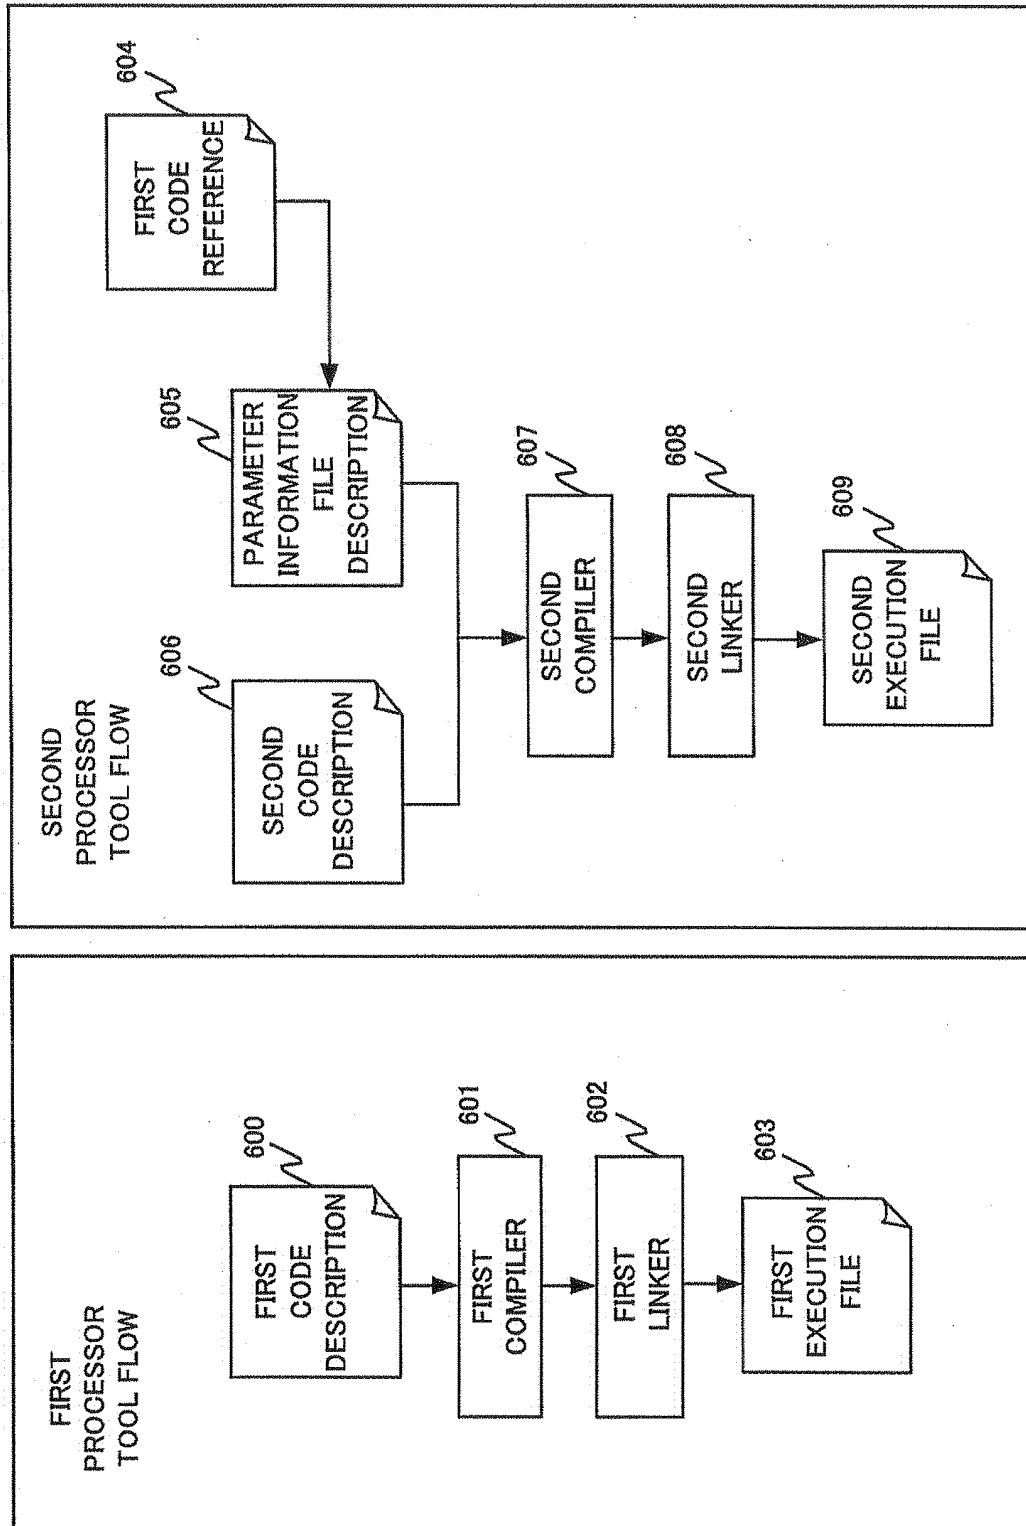 FIRST
PROCESSOR
TOOL FLOW
600
FIRST
CODE
DESCRIPTION
601
FIRST
COMPILER
602
FIRST
LINKER
603
FIRST
EXECUTION
FILE
SECOND
PROCESSOR
TOOL FLOW
606
SECOND
CODE
DESCRIPTION
605
PARAMETER
INFORMATION
FILE
DESCRIPTION
604
FIRST
CODE
REFERENCE
607
SECOND
COMPILER
608
SECOND
LINKER
609
SECOND
EXECUTION
FILE